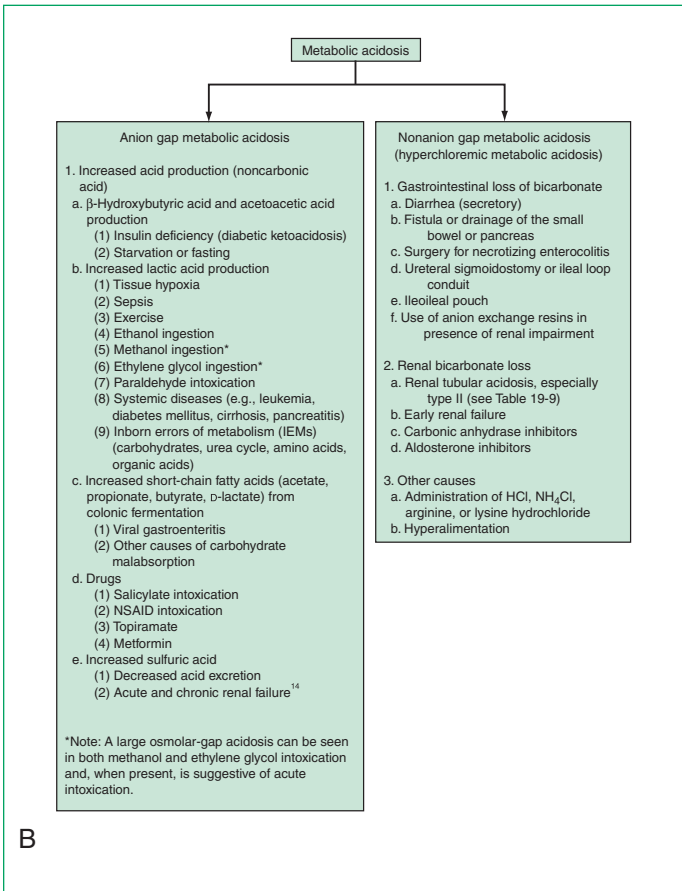 Metabolic acidosis
Anion gap metabolic acidosis
1. Increased acid production (noncarbonic
acid)
a. β-Hydroxybutyric acid and acetoacetic acid
production
(1) Insulin deficiency (diabetic ketoacidosis)
(2) Starvation or fasting
b. Increased lactic acid production
(1) Tissue hypoxia
(2) Sepsis
(3) Exercise
(4) Ethanol ingestion
(5) Methanol ingestion*
(6) Ethylene glycol ingestion*
(7) Paraldehyde intoxication
(8) Systemic diseases (e.g., leukemia,
diabetes mellitus, cirrhosis, pancreatitis)
(9) Inborn errors of metabolism (IEMs)
(carbohydrates, urea cycle, amino acids,
organic acids)
c. Increased short-chain fatty acids (acetate,
propionate, butyrate, D-lactate) from
colonic fermentation
(1) Viral gastroenteritis
(2) Other causes of carbohydrate
malabsorption
d. Drugs
(1) Salicylate intoxication
(2) NSAID intoxication
(3) Topiramate
(4) Metformin
e. Increased sulfuric acid
(1) Decreased acid excretion
(2) Acute and chronic renal failure14
*Note: A large osmolar-gap acidosis can be seen
in both methanol and ethylene glycol intoxication
and, when present, is suggestive of acute
intoxication.
Nonanion gap metabolic acidosis
(hyperchloremic metabolic acidosis)
1. Gastrointestinal loss of bicarbonate
a. Diarrhea (secretory)
b. Fistula or drainage of the small
bowel or pancreas
c. Surgery for necrotizing enterocolitis
d. Ureteral sigmoidostomy or ileal loop
conduit
e. Ileoileal pouch
f. Use of anion exchange resins in
presence of renal impairment
2. Renal bicarbonate loss
a. Renal tubular acidosis, especially
type II (see Table 19-9)
b. Early renal failure
c. Carbonic anhydrase inhibitors
d. Aldosterone inhibitors
3. Other causes
a. Administration of HCl, NH4Cl,
arginine, or lysine hydrochloride
b. Hyperalimentation
B